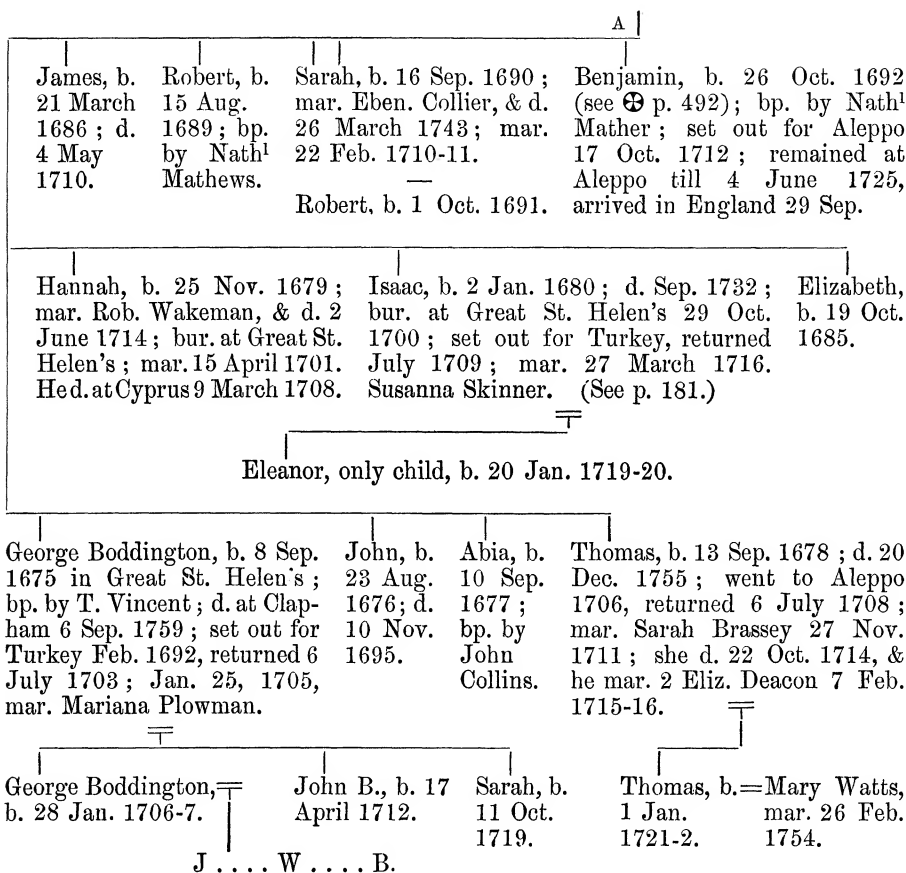 A
James, b.
21 March
1686 ; d.
4 May
1710.
Robert, b.
15 Aug.
1689 ; bp.
by Nathl
Mathews.
Sarah, b. 16 Sep. 1690 ;
mar. Eben. Collier, & d.
26 March 1743 ; mar.
22 Feb. 1710-11.
—
Robert, b. 1 Oct. 1691.
Benjamin, b. 26 Oct. 1692
(see ✠ p. 492) ; bp. by Nathl
Mather ; set out for Aleppo
17 Oct. 1712 ; remained at
Aleppo till 4 June 1725,
arrived in England 29 Sep.
Hannah, b. 25 Nov. 1679 ;
mar. Rob. Wakeman, & d. 2
June 1714 ; bur. at Great St.
Helen's ; mar. 15 April 1701.
He d. at Cyprus 9 March 1708.
Isaac, b. 2 Jan. 1680 ; d. Sep. 1732 ;
bur. at Great St. Helen's 29 Oct.
1700 ; set out for Turkey, returned
July 1709 ; mar. 27 March 1716.
Susanna Skinner. (See p. 181.)
Elizabeth,
b. 19 Oct.
1685.
Eleanor, only child, b. 20 Jan. 1719-20.
George Boddington, b. 8 Sep.
1675 in Great St. Helen's ;
bp. by T. Vincent ; d. at Clap-
ham 6 Sep. 1759 ; set out for
Turkey Feb. 1692, returned 6
July 1703 ; Jan. 25, 1705,
mar. Mariana Plowman.
John, b.
23 Aug.
1676; d.
10 Nov.
1695.
Abia, b.
10 Sep.
1677 ;
bp. by
John
Collins.
Thomas, b. 13 Sep. 1678 ; d. 20
Dec. 1755 ; went to Aleppo
1706, returned 6 July 1708 ;
mar. Sarah Brassey 27 Nov.
1711 ; she d. 22 Oct. 1714, &
he mar. 2 Eliz. Deacon 7 Feb.
1715-16.
George Boddington,
b. 28 Jan. 1706-7.
John B., b. 17
April 1712.
Sarah, b.
11 Oct.
1719.
Thomas, b.=Mary Watts,
1 Jan. mar. 26 Feb.
1721-2. 1754.
J . . . . W . . . . B.